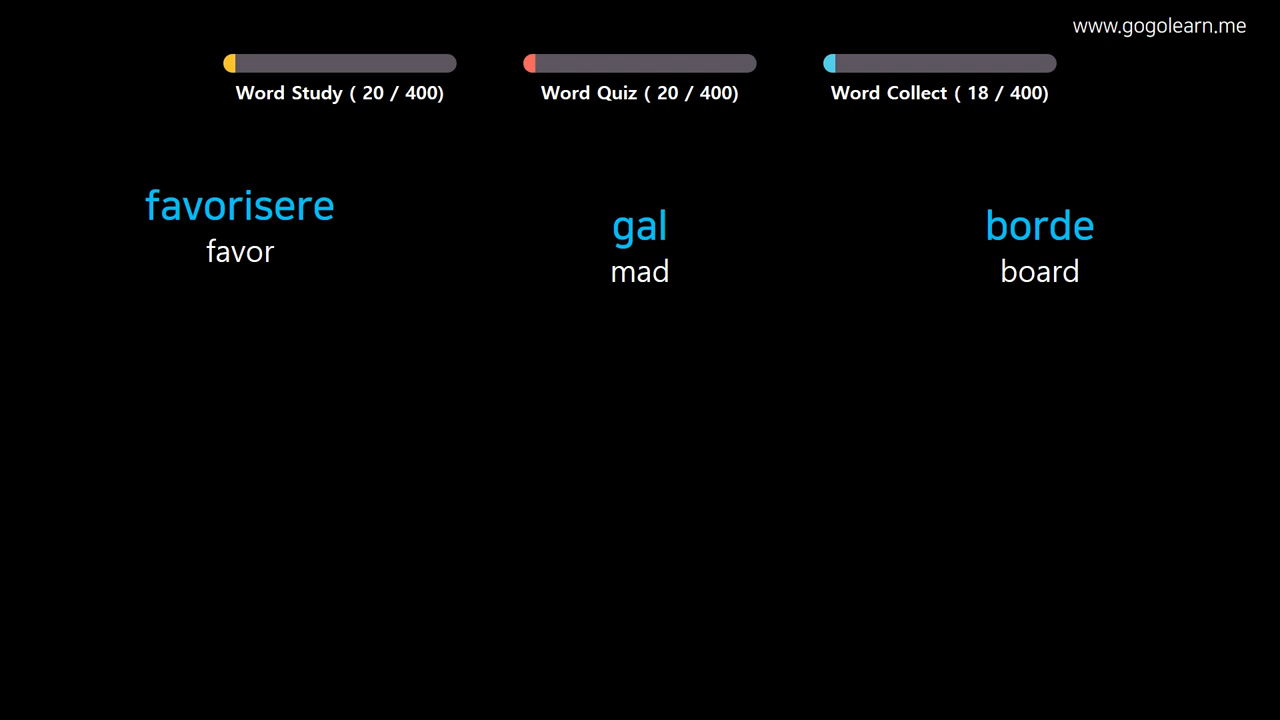 www.gogolearn.me
Word Study ( 20 / 400)
Word Quiz ( 20 / 400)
Word Collect ( 18 / 400)
favorisere
favor
gal
mad
borde
board